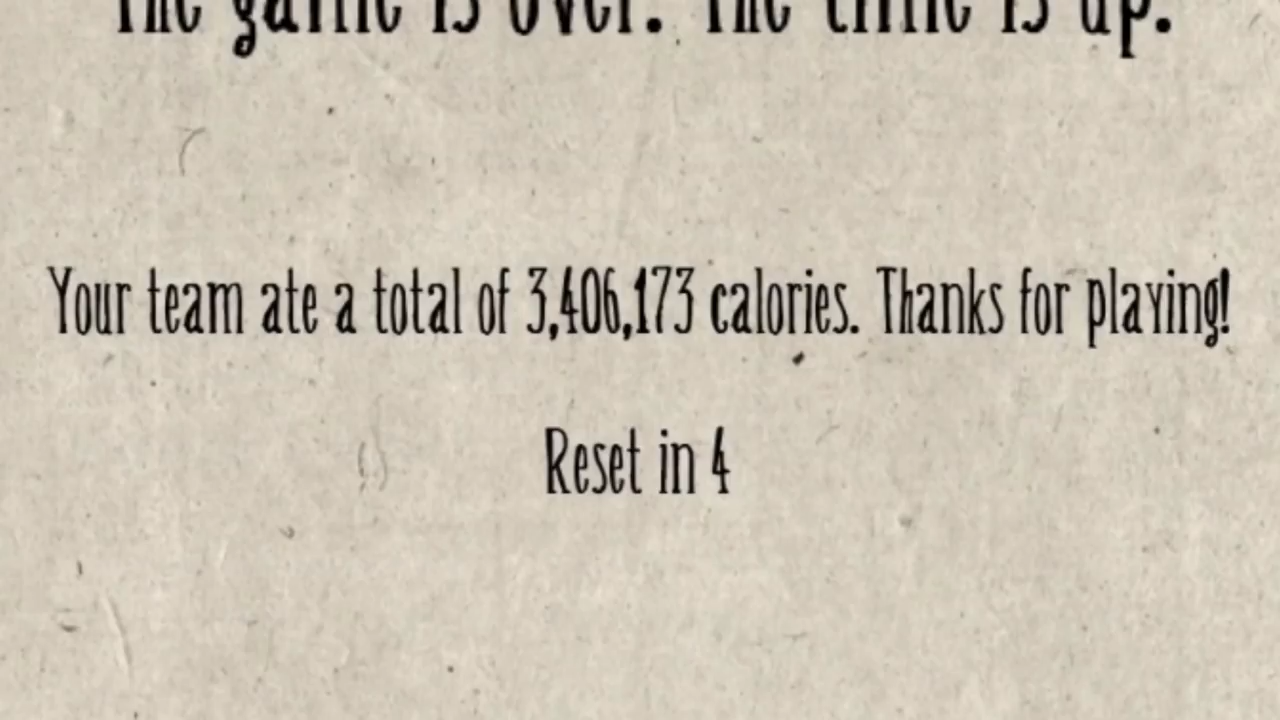 The game is over. The time is up.
Your team ate a total of 3,406,173 calories. Thanks for playing!
Reset in 4